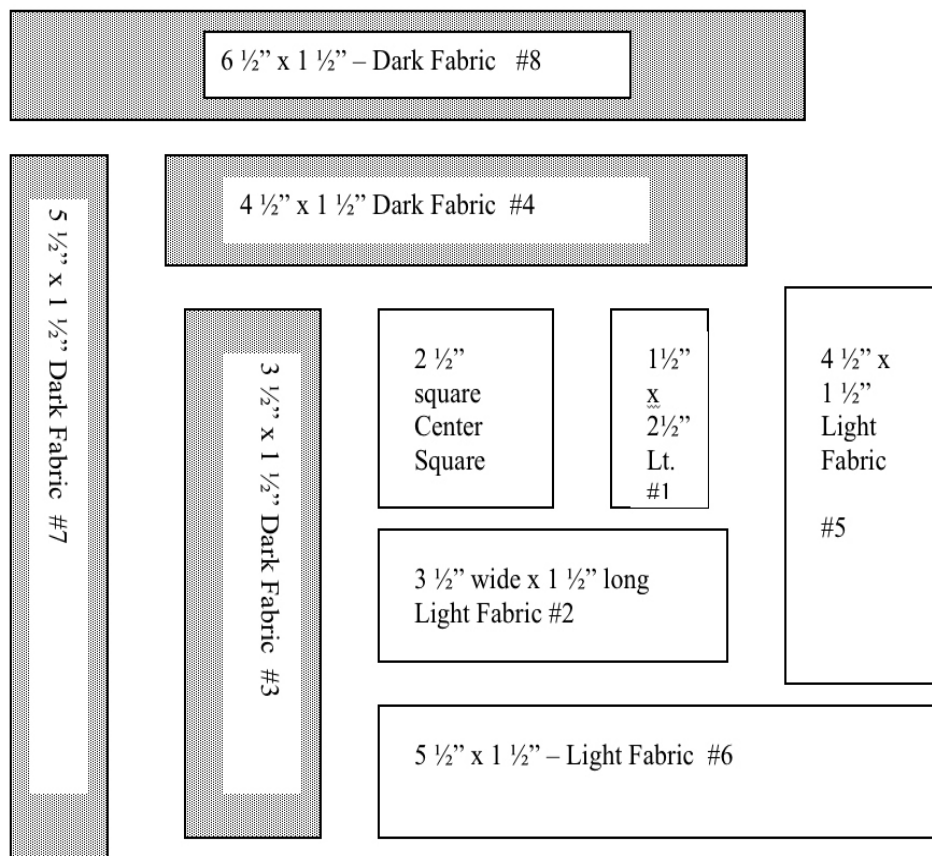 6 ½” x 1 ½” – Dark Fabric #8
4 ½” x 1 ½” Dark Fabric #4
5 ½” x 1 ½” Dark Fabric #7
3 ½” x 1 ½” Dark Fabric #3
2 ½”
square
Center
Square
1½”
x
2½”
Lt.
#1
4 ½” x
1 ½”
Light
Fabric
#5
3 ½” wide x 1 ½” long
Light Fabric #2
5 ½” x 1 ½” – Light Fabric #6